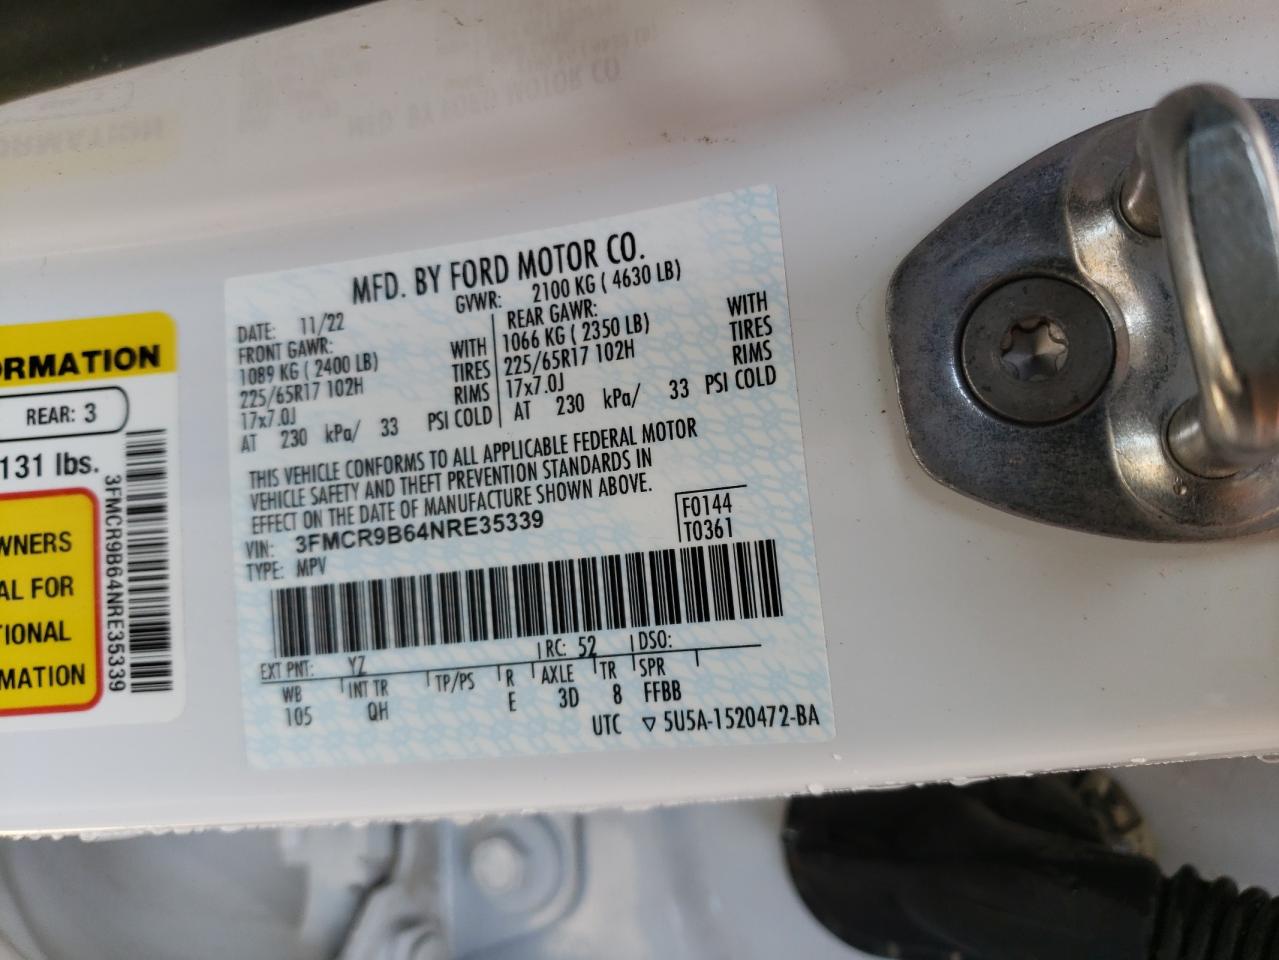 MFD. BY FORD MOTOR CO.
DATE: 11/22 GVWR: 2100 KG ( 4630 LB)
FRONT GAWR:
1089 KG ( 2400 LB) WITH
225/65R17 102H TIRES
17x7.0J RIMS
AT 230 kPa/ 33 PSI COLD
REAR GAWR:
1066 KG ( 2350 LB) WITH
225/65R17 102H TIRES
17x7.0J RIMS
AT 230 kPa/ 33 PSI COLD
THIS VEHICLE CONFORMS TO ALL APPLICABLE FEDERAL MOTOR
VEHICLE SAFETY AND THEFT PREVENTION STANDARDS IN
EFFECT ON THE DATE OF MANUFACTURE SHOWN ABOVE.
VIN: 3FMCR9B64NRE35339
TYPE: MPV
F0144
T0361
EXT PNT: YZ RC: 52 DSO:
WB INT TR TP/PS R AXLE TR SPR
105 QH E 3D 8 FFBB
UTC ▽ 5U5A-1520472-BA
ORMATION
REAR: 3
131 lbs.
WNERS
AL FOR
TIONAL
MATION
3FMCR9B64NRE35339